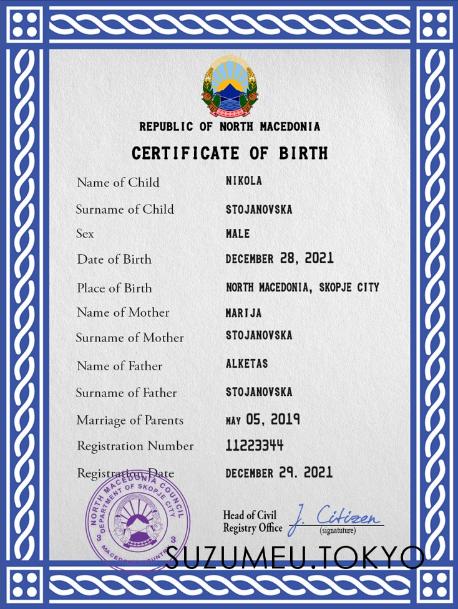 REPUBLIC OF NORTH MACEDONIA
CERTIFICATE OF BIRTH
Name of Child NIKOLA
Surname of Child STOJANOVSKA
Sex MALE
Date of Birth DECEMBER 28, 2021
Place of Birth NORTH MACEDONIA, SKOPJE CITY
Name of Mother MARIJA
Surname of Mother STOJANOVSKA
Name of Father ALKETAS
Surname of Father STOJANOVSKA
Marriage of Parents MAY 05, 2019
Registration Number 11223344
Registration Date DECEMBER 29. 2021
NORTH MACEDONIA COUNCIL
DEPARTMENT OF SKOPJE CITY
3 3
Head of Civil
Registry Office J. Citizen
(signatuture)
SUZUMEU.TOKYO